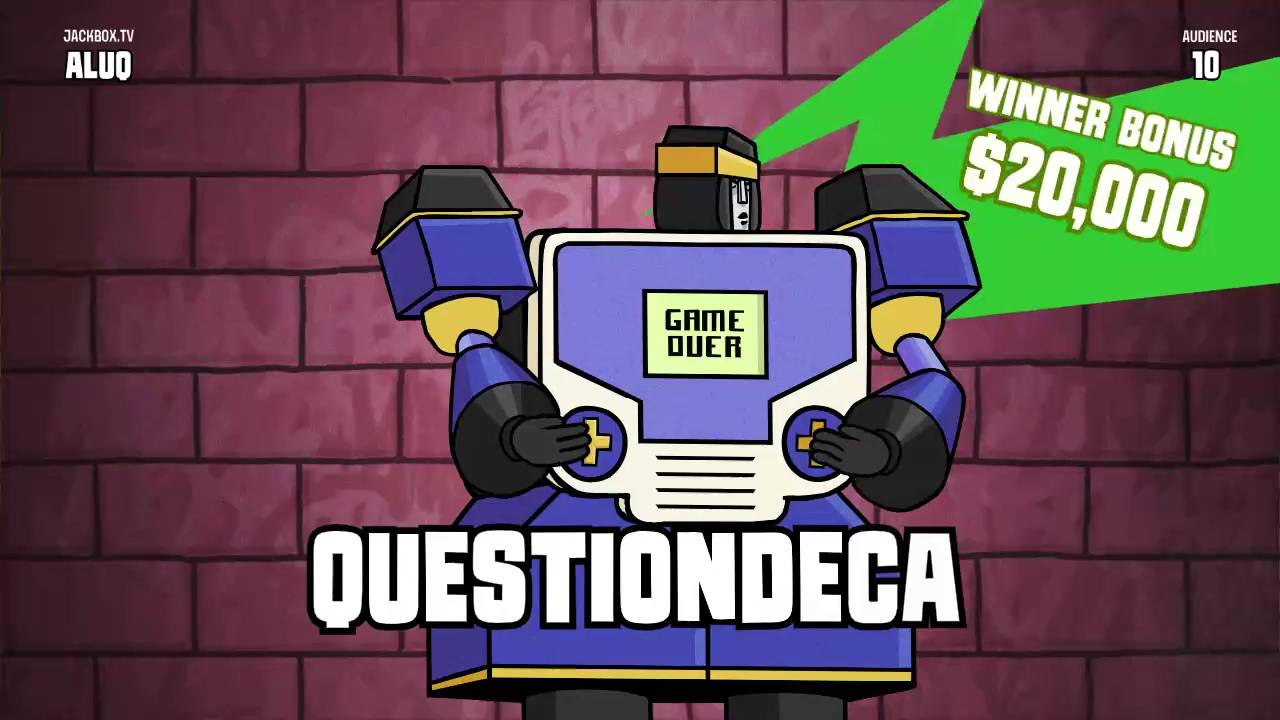 JACKBOX.TV
ALUQ
AUDIENCE
10
WINNER BONUS
$20,000
GAME
OVER
QUESTIONDECA